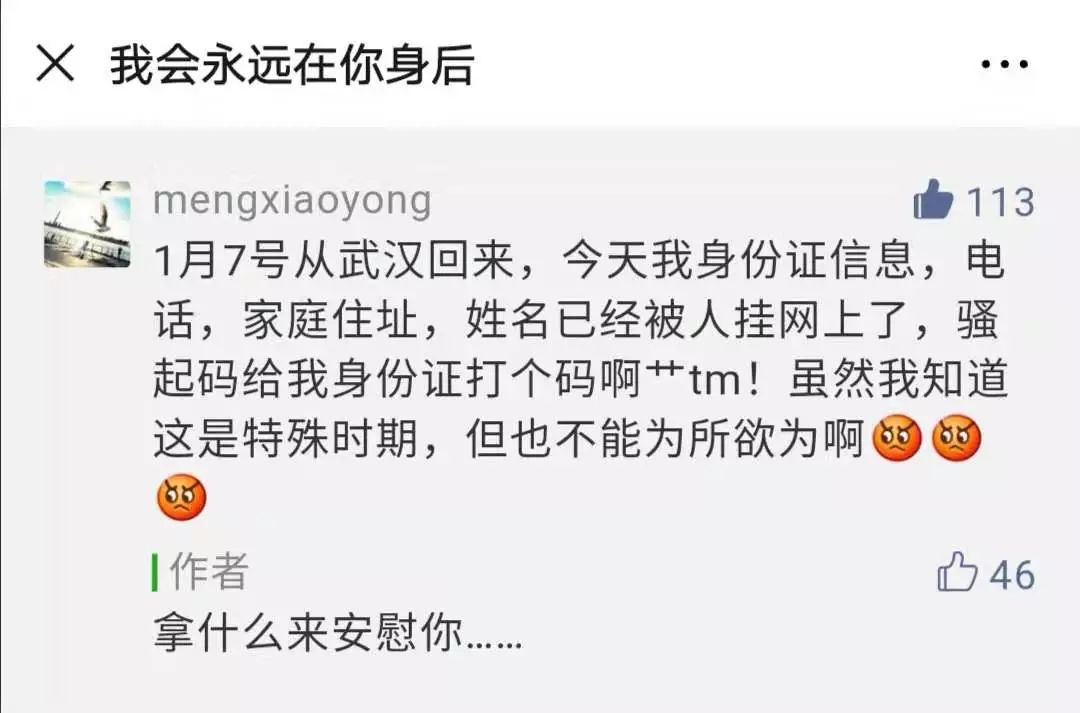 我会永远在你身后
mengxiaoyong
113
1月7号从武汉回来，今天我身份证信息，电
话，家庭住址，姓名已经被人挂网上了，骚
起码给我身份证打个码啊艹tm！虽然我知道
这是特殊时期，但也不能为所欲为啊😡😡
😡
作者
46
拿什么来安慰你……